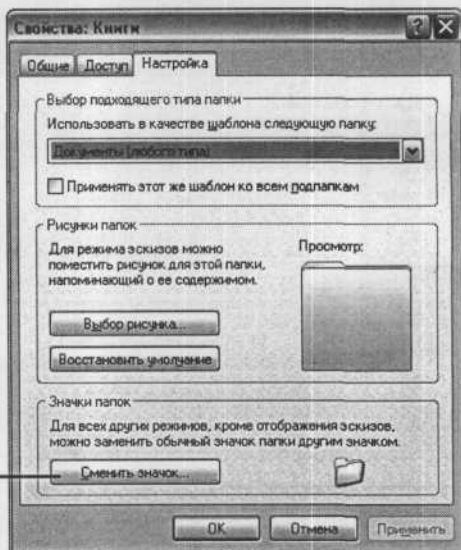 Свойства: Книги
Общие Доступ Настройка
Выбор подходящего типа папки
Использовать в качестве шаблона следующую папку:
Документы (любого типа)
Применять этот же шаблон ко всем подпапкам
Рисунки папок
Для режима эскизов можно
поместить рисунок для этой папки,
напоминающий о ее содержимом.
Просмотр:
Выбор рисунка...
Восстановить умолчание
Значки папок
Для всех других режимов, кроме отображения эскизов,
можно заменить обычный значок папки другим значком.
Сменить значок...
OK Отмена Применить